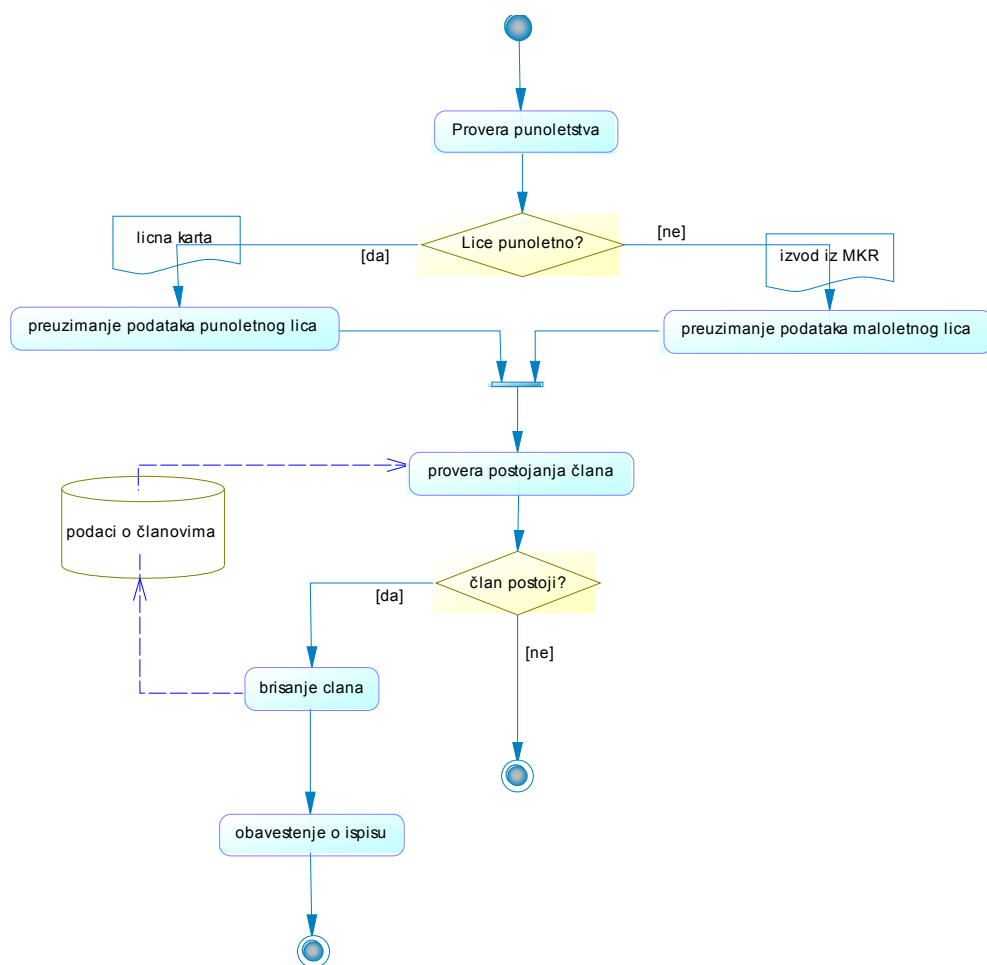 Provera punoletstva
Lice punoletno?
[da]
[ne]
licna karta
izvod iz MKR
preuzimanje podataka punoletnog lica
preuzimanje podataka maloletnog lica
provera postojanja člana
podaci o članovima
član postoji?
[da]
[ne]
brisanje clana
obavestenje o ispisu